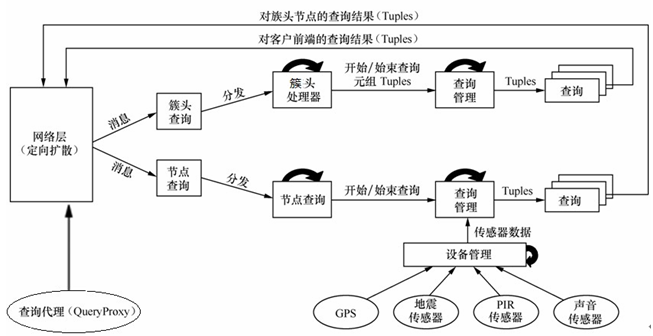 对簇头节点的查询结果（Tuples）
对客户前端的查询结果（Tuples）
网络层
（定向扩散）
消息
簇头
查询
分发
簇头
处理器
开始/始束查询
元组 Tuples
查询
管理
Tuples
查询
消息
节点
查询
分发
节点查询
开始/始束查询
查询
管理
Tuples
查询
传感器数据
设备管理
查询代理（QueryProxy）
GPS
地震
传感器
PIR
传感器
声音
传感器